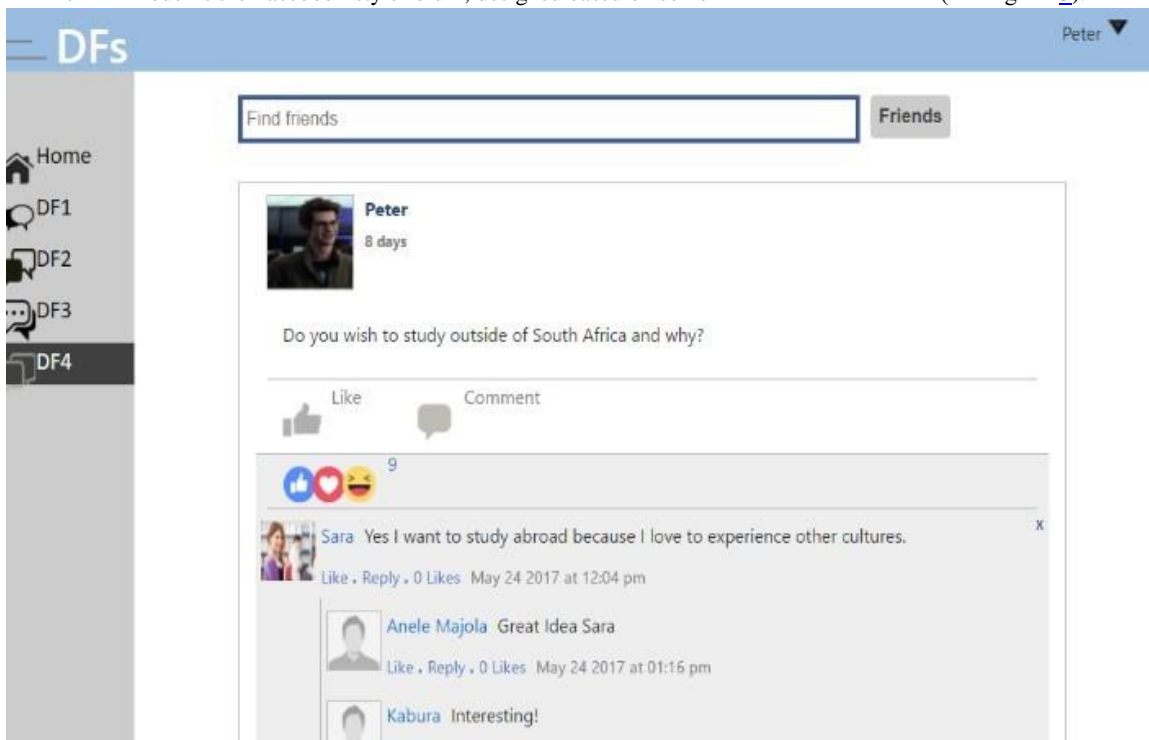 DFs
Peter
Find friends
Friends
Home
DF1
DF2
DF3
DF4
Peter
8 days
Do you wish to study outside of South Africa and why?
Like
Comment
9
Sara Yes I want to study abroad because I love to experience other cultures.
x
Like . Reply . 0 Likes May 24 2017 at 12:04 pm
Anele Majola Great Idea Sara
Like . Reply . 0 Likes May 24 2017 at 01:16 pm
Kabura Interesting!